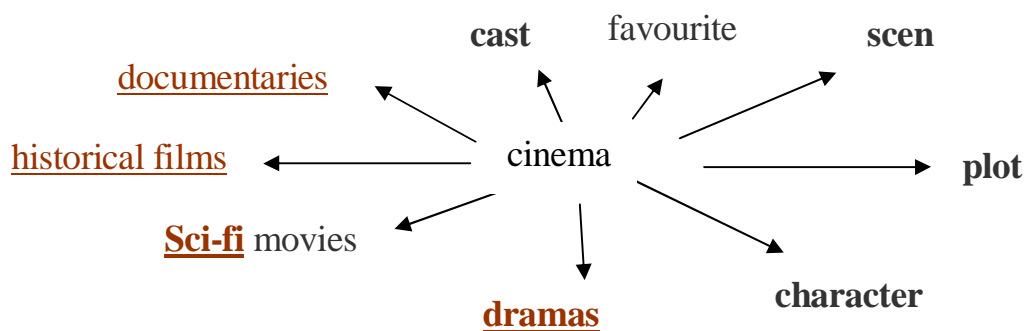 cast
favourite
scen
documentaries
historical films
cinema
plot
Sci-fi movies
character
dramas